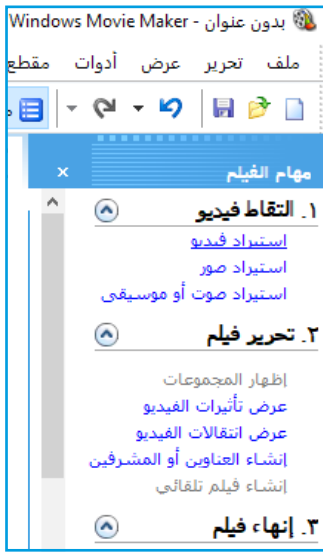 بدون عنوان - Windows Movie Maker
ملف تحرير عرض أدوات مقطع
مهام الفيلم
١. التقاط فيديو
استيراد فيديو
استيراد صور
استيراد صوت أو موسيقى
٢. تحرير فيلم
إظهار المجموعات
عرض تأثيرات الفيديو
عرض انتقالات الفيديو
إنشاء العناوين أو المشرفين
إنشاء فيلم تلقائي
٣. إنهاء فيلم